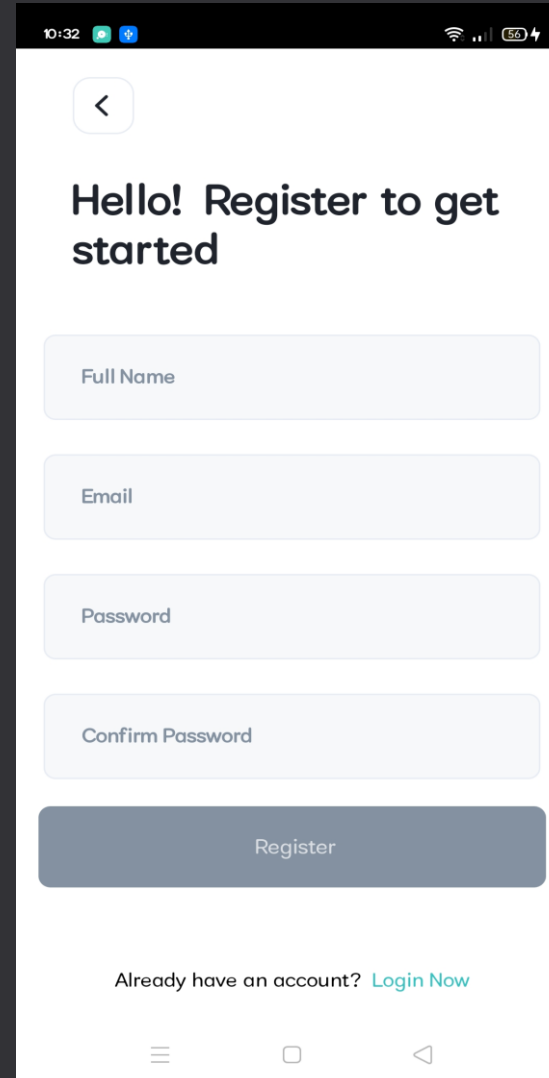 10:32
56
Hello! Register to get
started
Full Name
Email
Password
Confirm Password
Register
Already have an account? Login Now